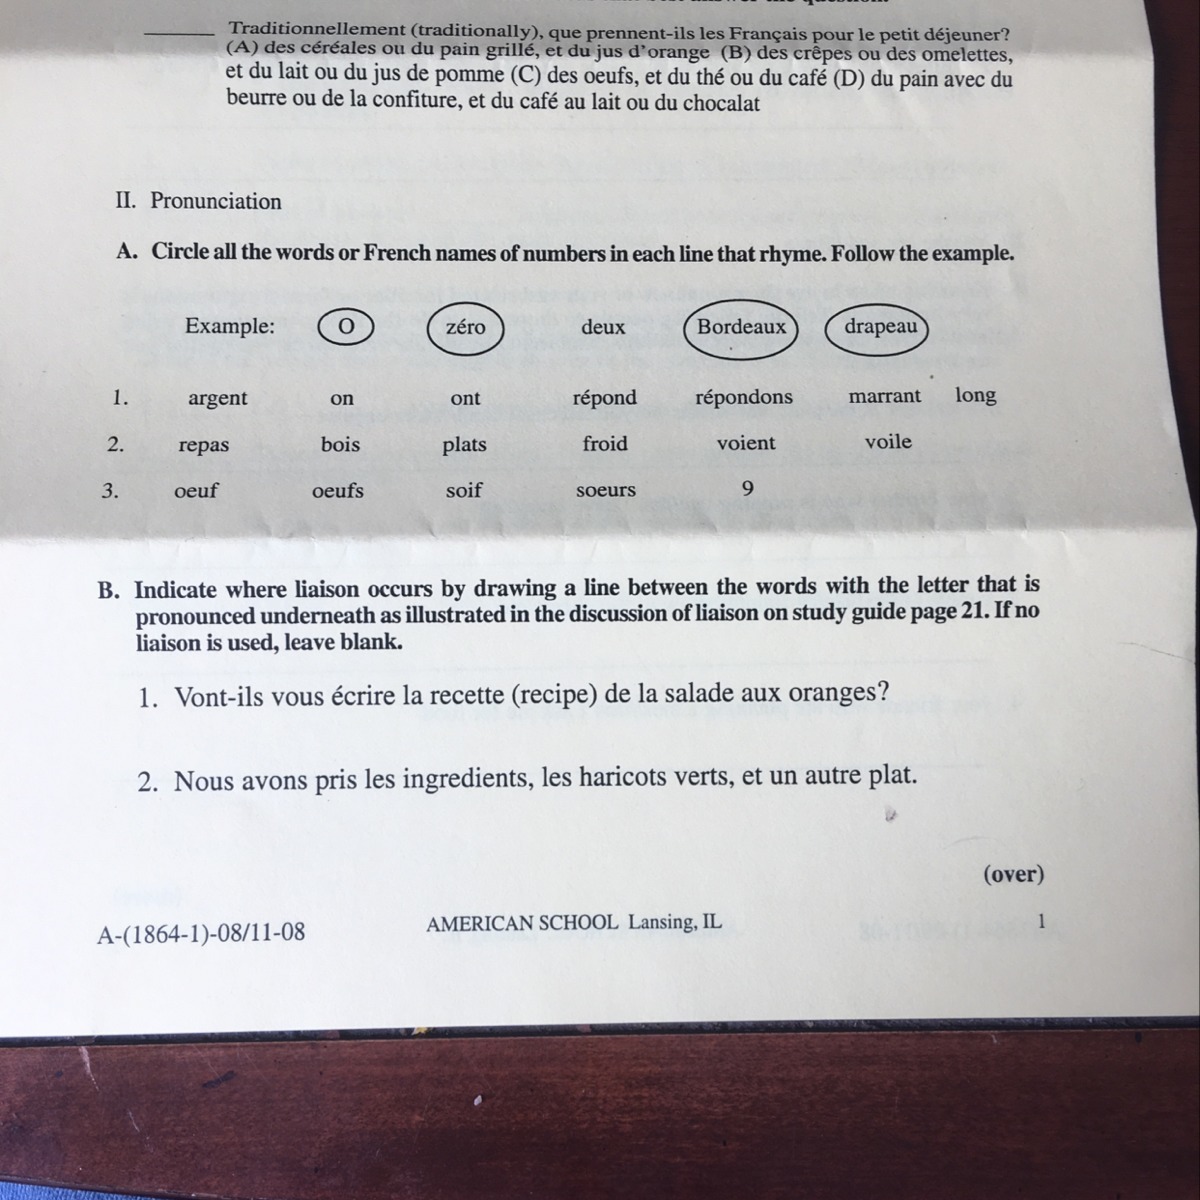 Traditionnellement (traditionally), que prennent-ils les Français pour le petit déjeuner?
(A) des céréales ou du pain grillé, et du jus d'orange (B) des crêpes ou des omelettes,
et du lait ou du jus de pomme (C) des oeufs, et du thé ou du café (D) du pain avec du
beurre ou de la confiture, et du café au lait ou du chocalat
II. Pronunciation
A. Circle all the words or French names of numbers in each line that rhyme. Follow the example.
Example: O zéro deux Bordeaux drapeau
1. argent on ont répond répondons marrant long
2. repas bois plats froid voient voile
3. oeuf oeufs soif soeurs 9
B. Indicate where liaison occurs by drawing a line between the words with the letter that is
pronounced underneath as illustrated in the discussion of liaison on study guide page 21. If no
liaison is used, leave blank.
1. Vont-ils vous écrire la recette (recipe) de la salade aux oranges?
2. Nous avons pris les ingredients, les haricots verts, et un autre plat.
(over)
A-(1864-1)-08/11-08 AMERICAN SCHOOL Lansing, IL 1